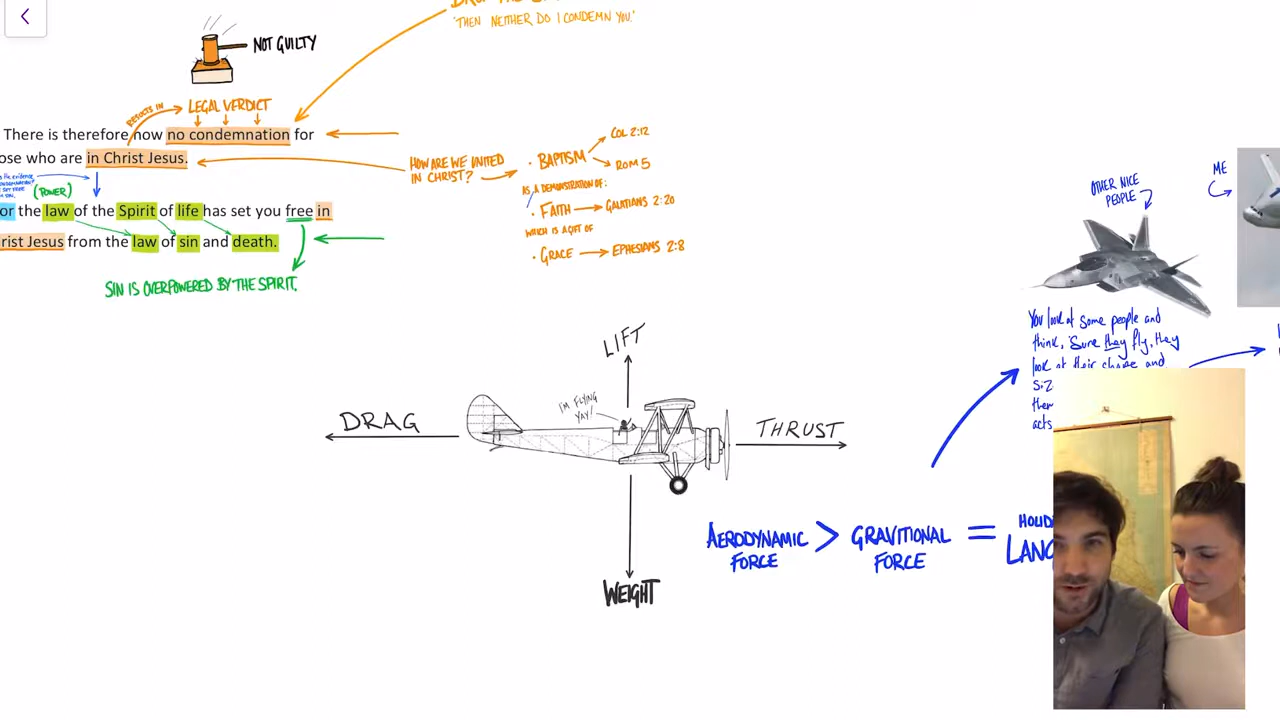 'THEN NEITHER DO I CONDEMN YOU.'
NOT GUILTY
RESULTS IN
LEGAL VERDICT
There is therefore now no condemnation for
ose who are in Christ Jesus.
(POWER)
or the law of the Spirit of life has set you free in
rist Jesus from the law of sin and death.
SIN IS OVERPOWERED BY THE SPIRIT.
HOW ARE WE UNITED
IN CHRIST?
• BAPTISM
COL 2:12
ROM 5
AS A DEMONSTRATION OF:
• FAITH
GALATIANS 2:20
WHICH IS A GIFT OF
• GRACE
EPHESIANS 2:8
LIFT
DRAG
I'M FLYING
YAY!
THRUST
WEIGHT
AERODYNAMIC
FORCE
>
GRAVITIONAL
FORCE
=
OTHER NICE
PEOPLE
ME
You look at some people and
think, 'Sure they fly, they
look at their shape and
siz
them
acts